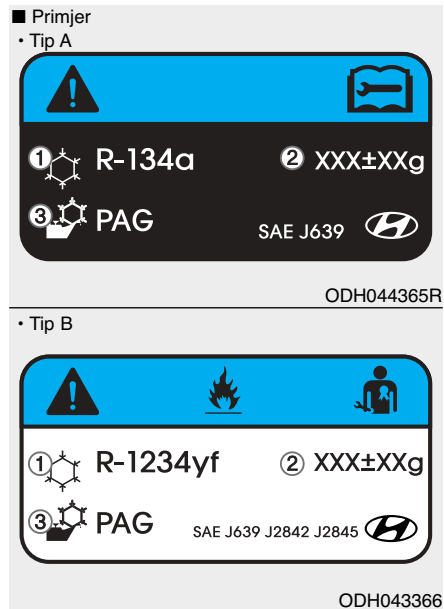 ■ Primjer
• Tip A
① R-134a ② XXX±XXg
③ PAG SAE J639
ODH044365R
• Tip B
① R-1234yf ② XXX±XXg
③ PAG SAE J639 J2842 J2845
ODH043366